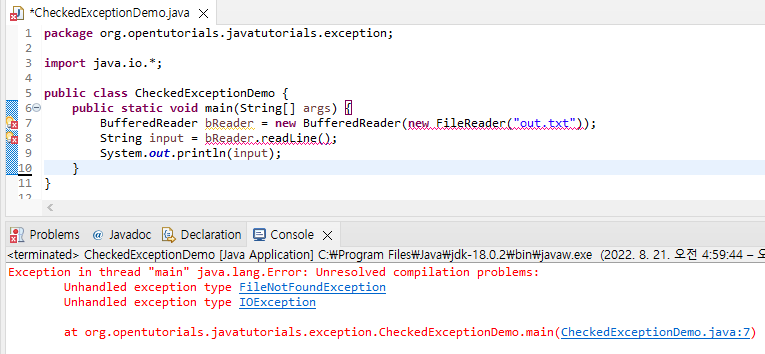 *CheckedExceptionDemo.java
1 package org.opentutorials.javatutorials.exception;
2
3 import java.io.*;
4
5 public class CheckedExceptionDemo {
6 public static void main(String[] args) {
7 BufferedReader bReader = new BufferedReader(new FileReader("out.txt"));
8 String input = bReader.readLine();
9 System.out.println(input);
10 }
11 }
12
Problems @ Javadoc Declaration Console
<terminated> CheckedExceptionDemo [Java Application] C:₩Program Files₩Java₩jdk-18.0.2₩bin₩javaw.exe (2022. 8. 21. 오전 4:59:44 – 오
Exception in thread "main" java.lang.Error: Unresolved compilation problems:
Unhandled exception type FileNotFoundException
Unhandled exception type IOException
at org.opentutorials.javatutorials.exception.CheckedExceptionDemo.main(CheckedExceptionDemo.java:7)